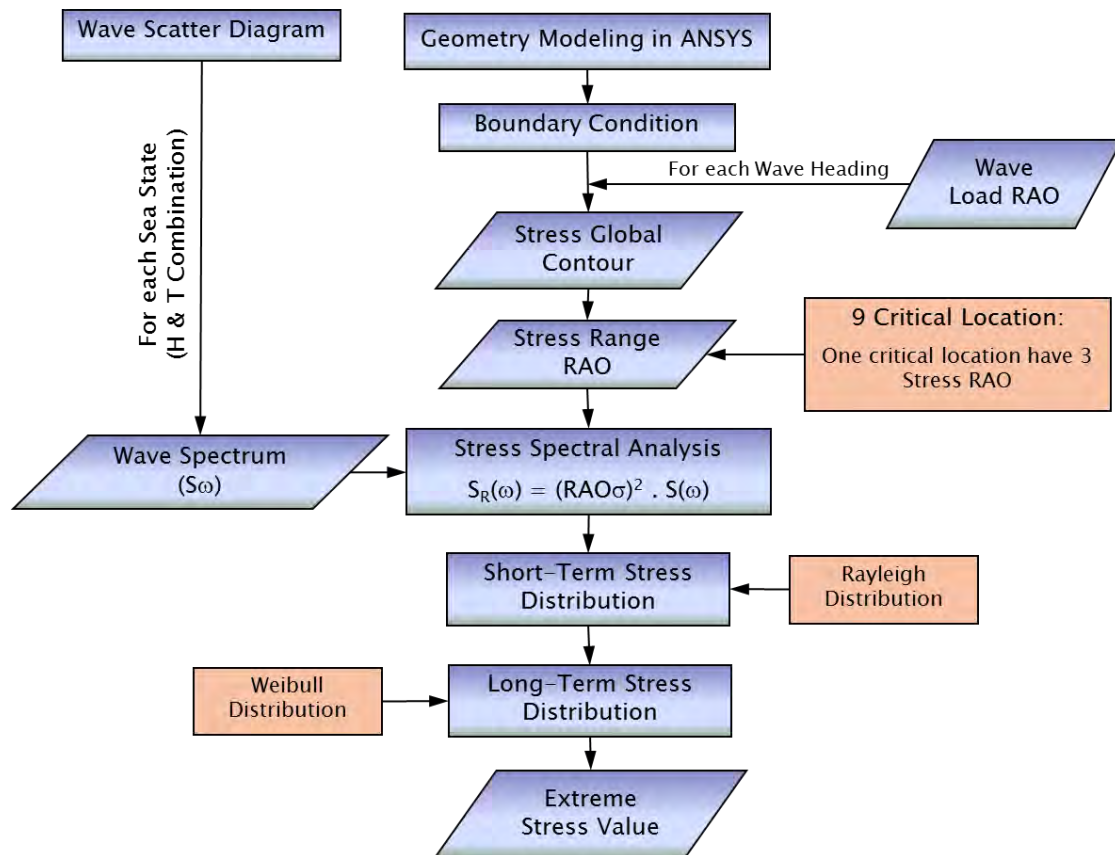 Wave Scatter Diagram
Geometry Modeling in ANSYS
Boundary Condition
For each Sea State
(H & T Combination)
For each Wave Heading
Wave
Load RAO
Stress Global
Contour
Stress Range
RAO
9 Critical Location:
One critical location have 3
Stress RAO
Wave Spectrum
(Sω)
Stress Spectral Analysis
S_R(ω) = (RAOσ)² . S(ω)
Short-Term Stress
Distribution
Rayleigh
Distribution
Weibull
Distribution
Long-Term Stress
Distribution
Extreme
Stress Value